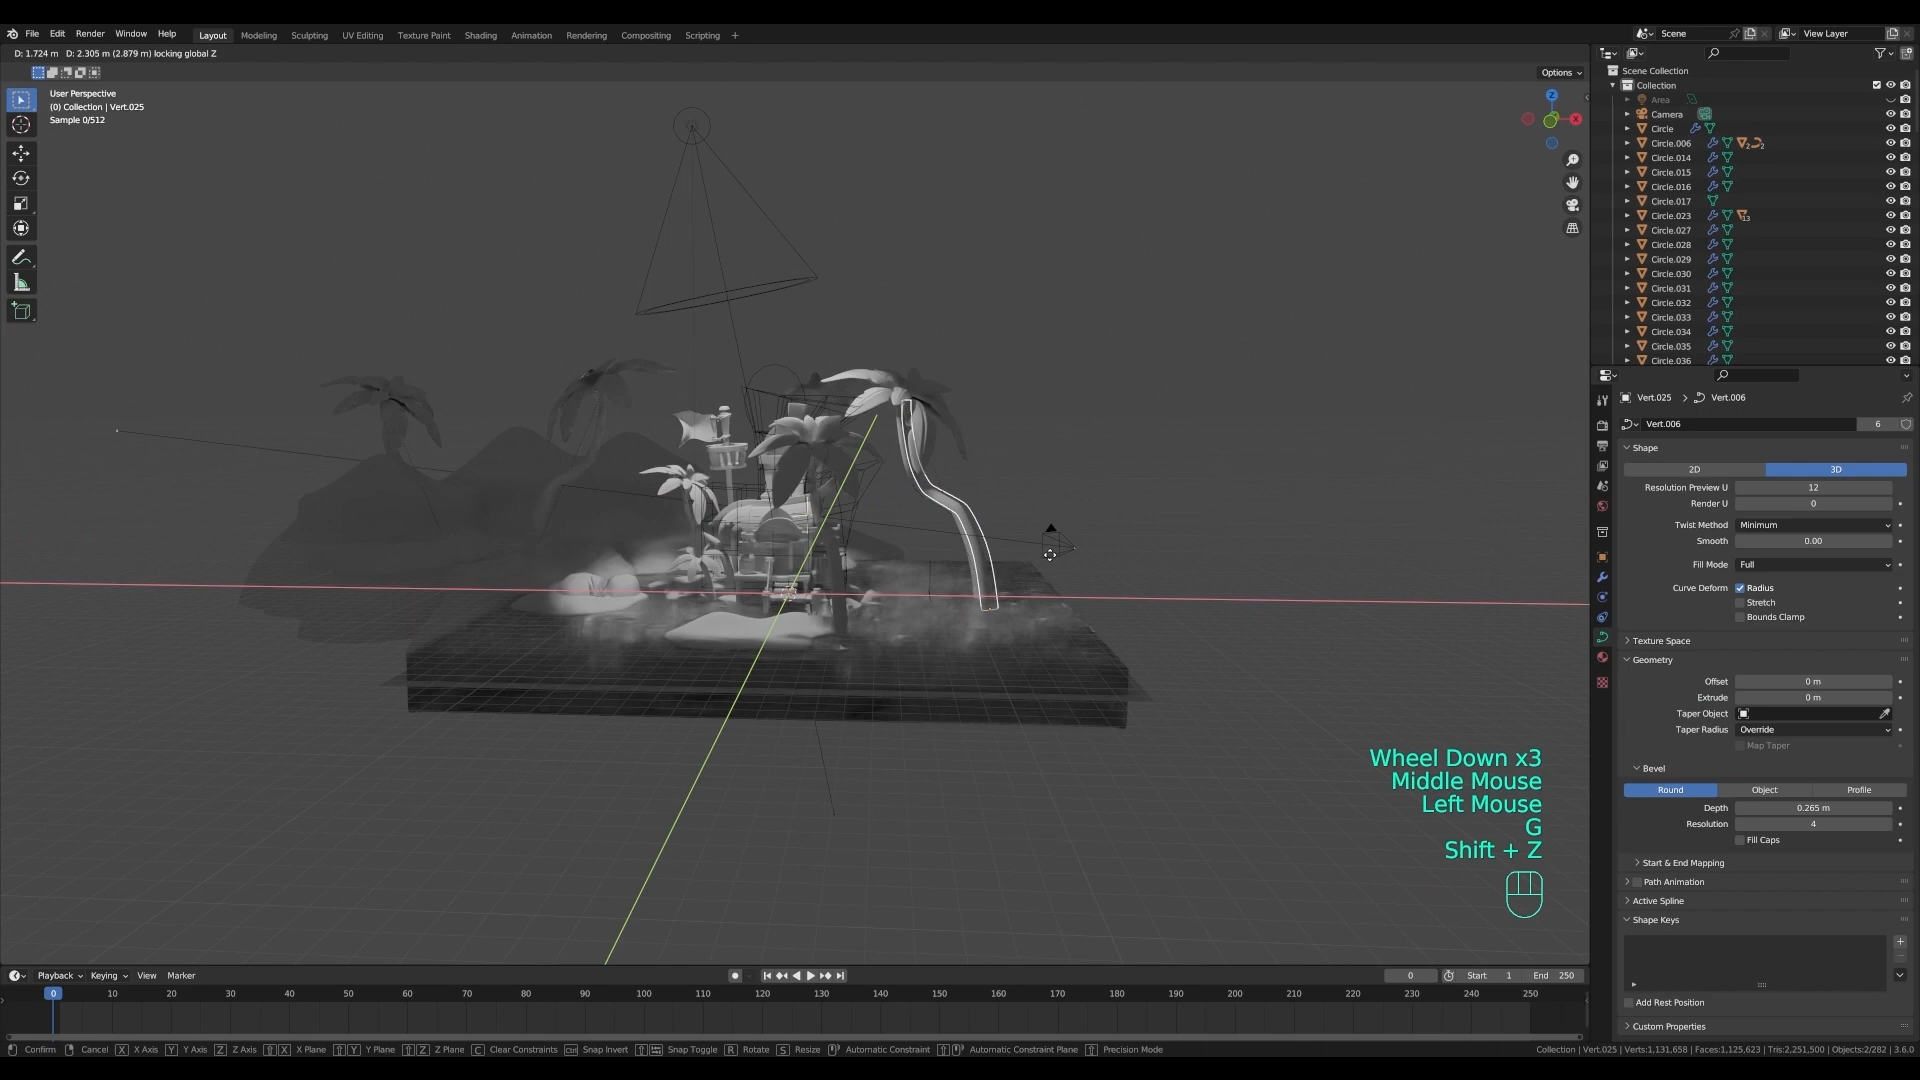 File Edit Render Window Help Layout Modeling Sculpting UV Editing Texture Paint Shading Animation Rendering Compositing Scripting + Scene View Layer
D: 1.724 m D: 2.305 m (2.879 m) locking global Z
Options
User Perspective
(0) Collection | Vert.025
Sample 0/512
Z
X
Scene Collection
Collection
Area
Camera
Circle
Circle.006 2 2
Circle.014
Circle.015
Circle.016
Circle.017
Circle.023 13
Circle.027
Circle.028
Circle.029
Circle.030
Circle.031
Circle.032
Circle.033
Circle.034
Circle.035
Circle.036
Vert.025 > Vert.006
Vert.006 6
Shape
2D 3D
Resolution Preview U 12
Render U 0
Twist Method Minimum
Smooth 0.00
Fill Mode Full
Curve Deform Radius
Stretch
Bounds Clamp
Texture Space
Geometry
Offset 0 m
Extrude 0 m
Taper Object
Taper Radius Override
Map Taper
Bevel
Round Object Profile
Depth 0.265 m
Resolution 4
Fill Caps
Start & End Mapping
Path Animation
Active Spline
Shape Keys
Add Rest Position
Custom Properties
Wheel Down x3
Middle Mouse
Left Mouse
G
Shift + Z
Playback Keying View Marker 0 Start 1 End 250
0 10 20 30 40 50 60 70 80 90 100 110 120 130 140 150 160 170 180 190 200 210 220 230 240 250
Confirm Cancel X X Axis Y Y Axis Z Z Axis X X Plane Y Y Plane Z Z Plane C Clear Constraints Ctrl Snap Invert Snap Toggle R Rotate S Resize Automatic Constraint Automatic Constraint Plane Precision Mode Collection | Vert.025 | Verts:1,131,658 | Faces:1,125,623 | Tris:2,251,500 | Objects:2/282 | 3.6.0